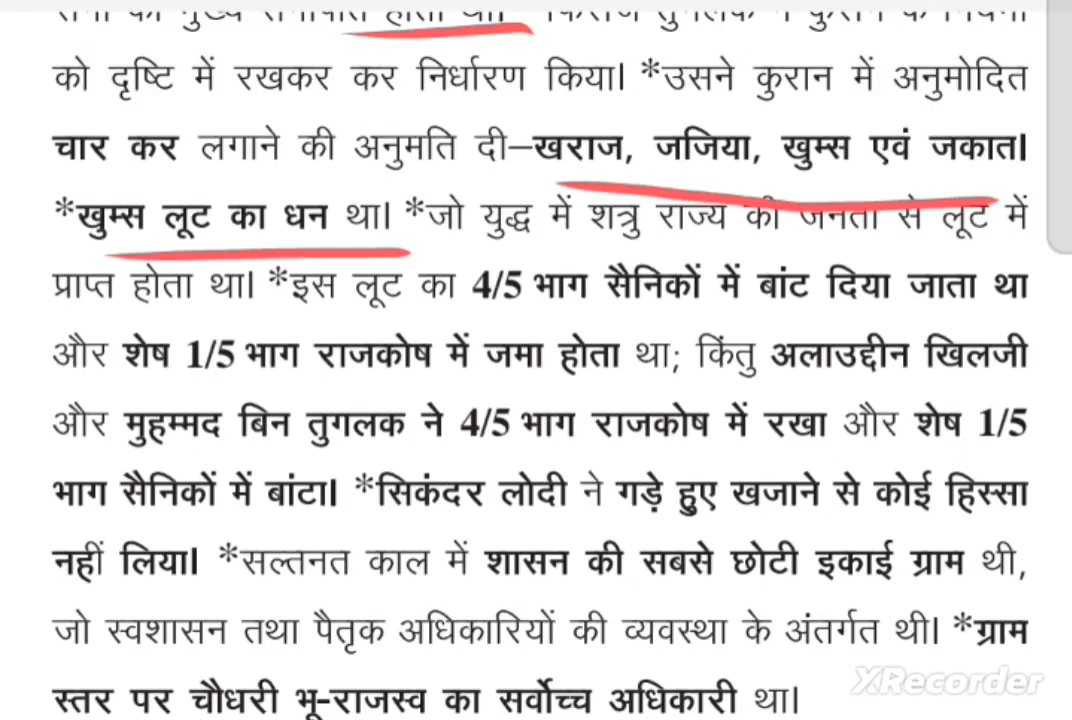 होता था। फिरोज तुगलक ने कुरान के नियमों
को दृष्टि में रखकर कर निर्धारण किया। *उसने कुरान में अनुमोदित
चार कर लगाने की अनुमति दी–खराज, जजिया, खुम्स एवं जकात।
*खुम्स लूट का धन था। *जो युद्ध में शत्रु राज्य की जनता से लूट में
प्राप्त होता था। *इस लूट का 4/5 भाग सैनिकों में बांट दिया जाता था
और शेष 1/5 भाग राजकोष में जमा होता था; किंतु अलाउद्दीन खिलजी
और मुहम्मद बिन तुगलक ने 4/5 भाग राजकोष में रखा और शेष 1/5
भाग सैनिकों में बांटा। *सिकंदर लोदी ने गड़े हुए खजाने से कोई हिस्सा
नहीं लिया। *सल्तनत काल में शासन की सबसे छोटी इकाई ग्राम थी,
जो स्वशासन तथा पैतृक अधिकारियों की व्यवस्था के अंतर्गत थी। *ग्राम
स्तर पर चौधरी भू-राजस्व का सर्वोच्च अधिकारी था।
XRecorder